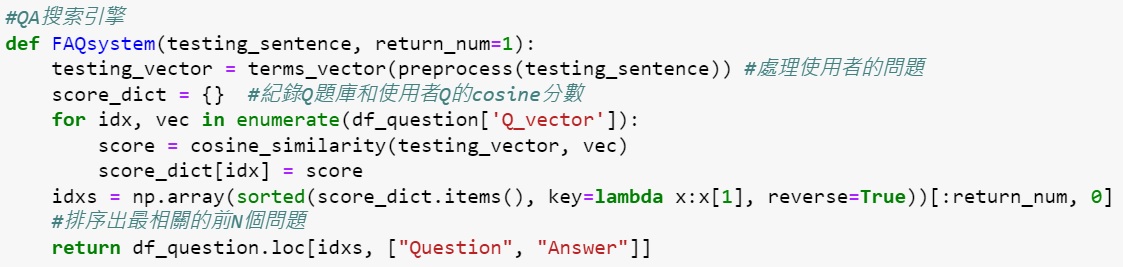 #QA搜索引擎
def FAQsystem(testing_sentence, return_num=1):
    testing_vector = terms_vector(preprocess(testing_sentence)) #處理使用者的問題
    score_dict = {}  #紀錄Q題庫和使用者Q的cosine分數
    for idx, vec in enumerate(df_question['Q_vector']):
        score = cosine_similarity(testing_vector, vec)
        score_dict[idx] = score
    idxs = np.array(sorted(score_dict.items(), key=lambda x:x[1], reverse=True))[:return_num, 0]
    #排序出最相關的前N個問題
    return df_question.loc[idxs, ["Question", "Answer"]]